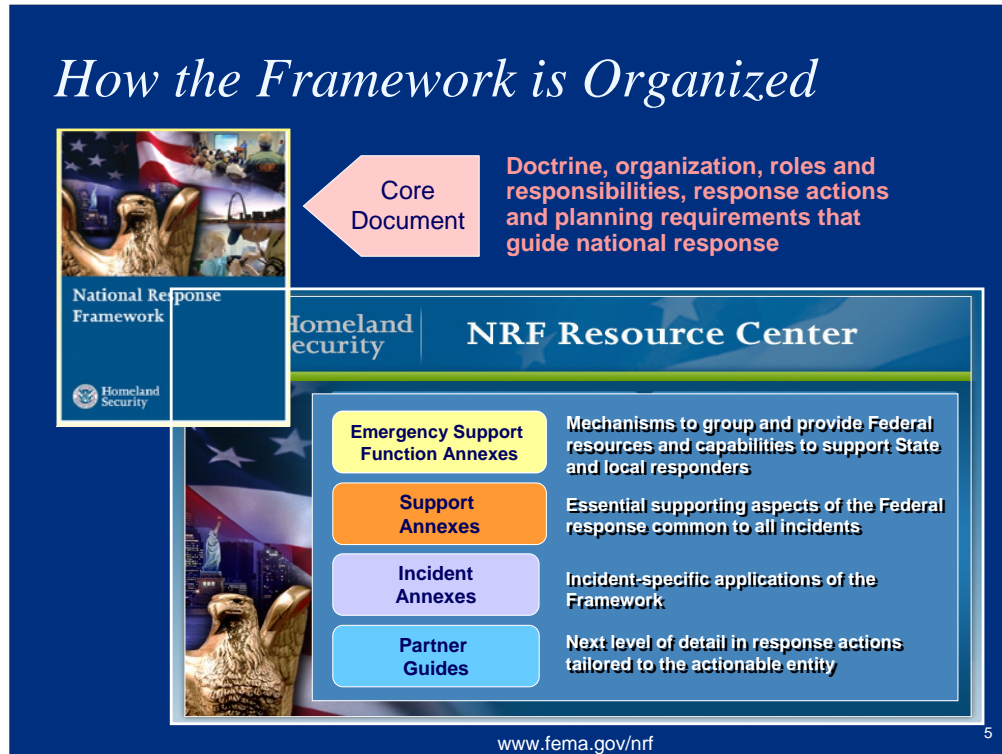 How the Framework is Organized
National Response
Framework
Homeland
Security
Core
Document
Doctrine, organization, roles and
responsibilities, response actions
and planning requirements that
guide national response
Homeland
Security
NRF Resource Center
Emergency Support
Function Annexes
Mechanisms to group and provide Federal
resources and capabilities to support State
and local responders
Support
Annexes
Essential supporting aspects of the Federal
response common to all incidents
Incident
Annexes
Incident-specific applications of the
Framework
Partner
Guides
Next level of detail in response actions
tailored to the actionable entity
www.fema.gov/nrf
5